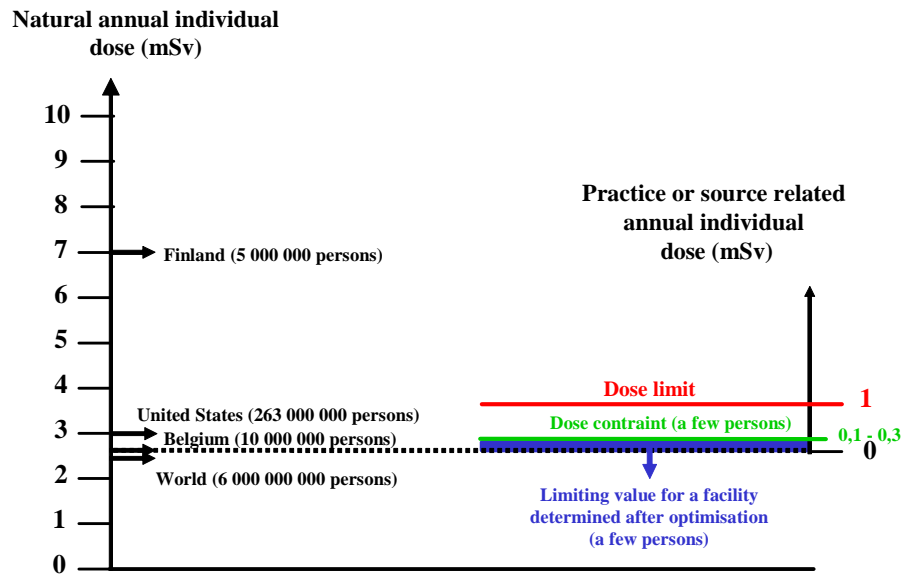 Natural annual individual
dose (mSv)
10
9
8
7
6
5
4
3
2
1
0
Finland (5 000 000 persons)
United States (263 000 000 persons)
Belgium (10 000 000 persons)
World (6 000 000 000 persons)
Practice or source related
annual individual
dose (mSv)
Dose limit
1
Dose contraint (a few persons)
0,1 - 0,3
0
Limiting value for a facility
determined after optimisation
(a few persons)